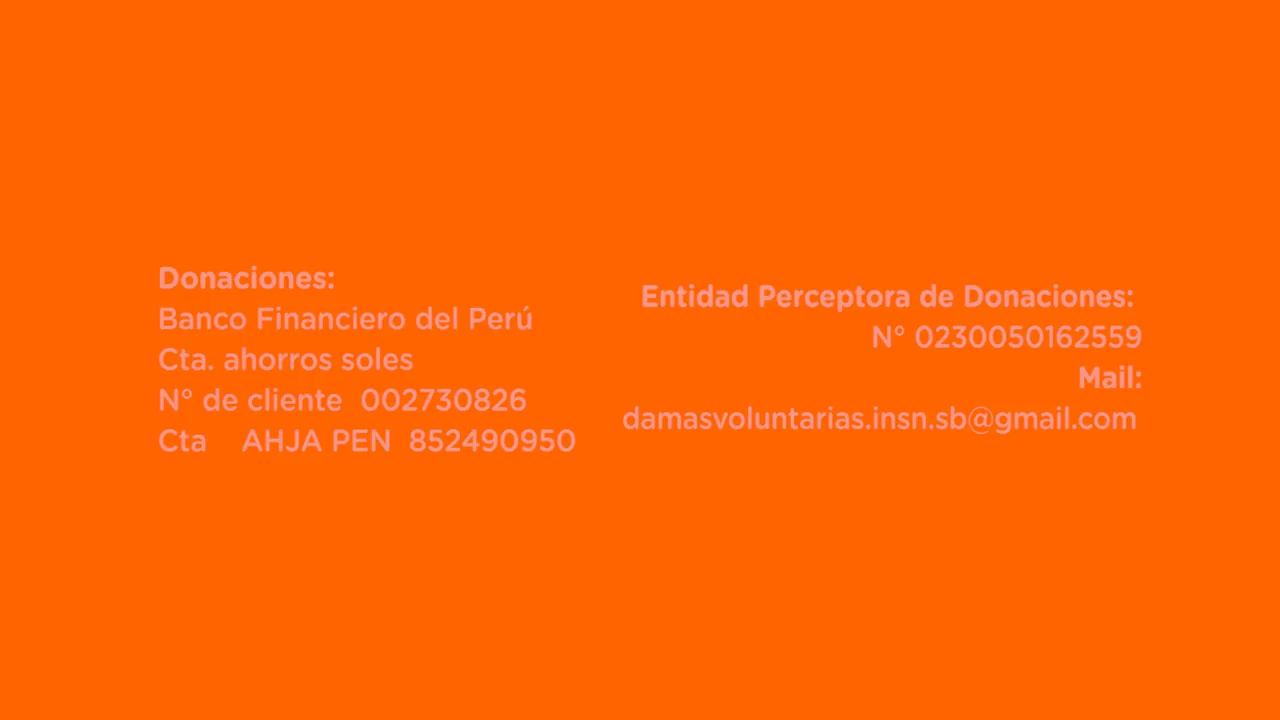 Donaciones:
Banco Financiero del Perú
Cta. ahorros soles
N° de cliente  002730826
Cta    AHJA PEN  852490950
Entidad Perceptora de Donaciones:
N° 0230050162559
Mail:
damasvoluntarias.insn.sb@gmail.com